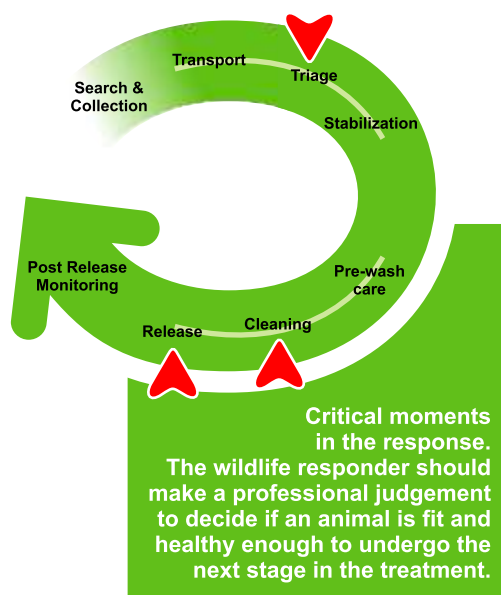 Search &
Collection
Transport
Triage
Stabilization
Pre-wash
care
Cleaning
Release
Post Release
Monitoring
Critical moments
in the response.
The wildlife responder should
make a professional judgement
to decide if an animal is fit and
healthy enough to undergo the
next stage in the treatment.